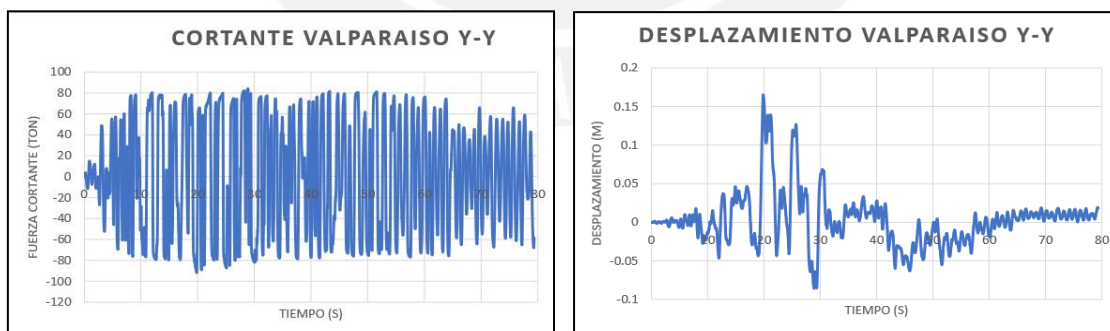 CORTANTE VALPARAISO Y-Y
FUERZA CORTANTE (TON)
100
80
60
40
20
0
-20
-40
-60
-80
-100
-120
0 10 20 30 40 50 60 70 80
TIEMPO (S)
DESPLAZAMIENTO VALPARAISO Y-Y
DESPLAZAMIENTO (M)
0.2
0.15
0.1
0.05
0
-0.05
-0.1
0 10 20 30 40 50 60 70 80
TIEMPO (S)